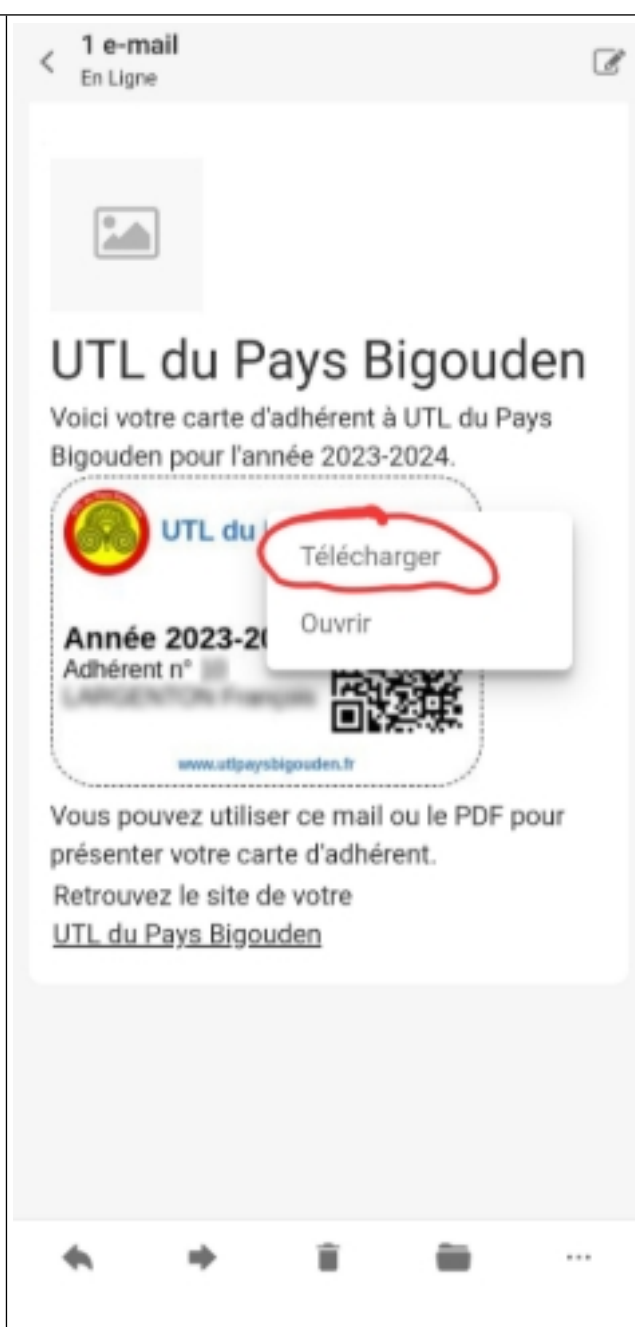 1 e-mail
En Ligne
UTL du Pays Bigouden
Voici votre carte d'adhérent à UTL du Pays
Bigouden pour l'année 2023-2024.
UTL du
Télécharger
Ouvrir
Année 2023-20
Adhérent n°
www.utlpaysbigouden.fr
Vous pouvez utiliser ce mail ou le PDF pour
présenter votre carte d'adhérent.
Retrouvez le site de votre
UTL du Pays Bigouden